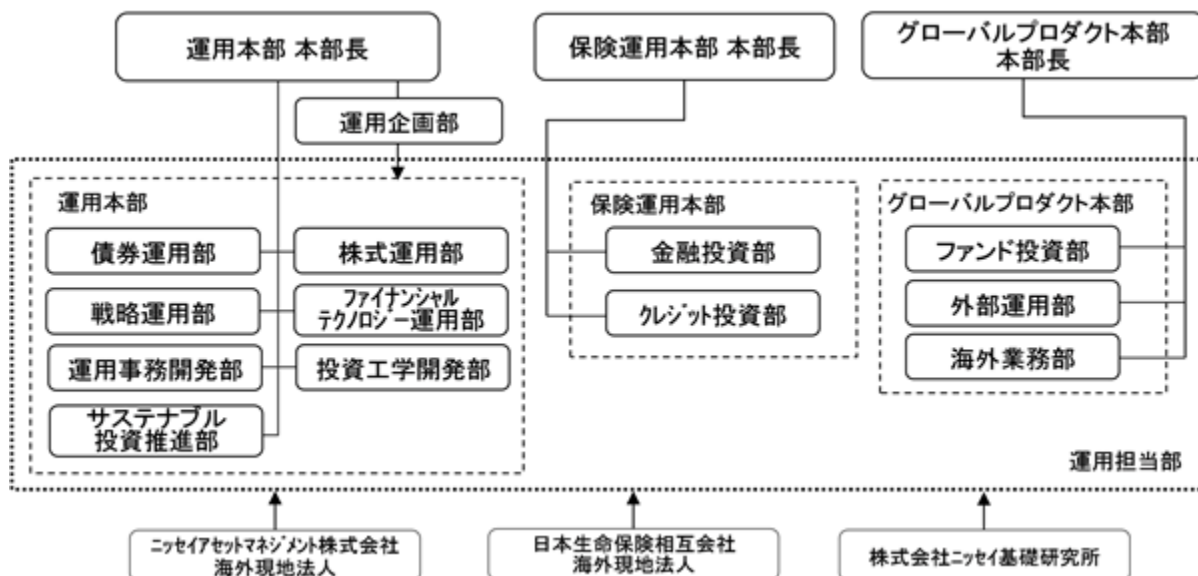 運用本部 本部長
保険運用本部 本部長
グローバルプロダクト本部
本部長
運用企画部
運用本部
債券運用部
株式運用部
戦略運用部
ファイナンシャル
テクノロジー運用部
運用事務開発部
投資工学開発部
サステナブル
投資推進部
保険運用本部
金融投資部
クレジット投資部
グローバルプロダクト本部
ファンド投資部
外部運用部
海外業務部
運用担当部
ニッセイアセットマネジメント株式会社
海外現地法人
日本生命保険相互会社
海外現地法人
株式会社ニッセイ基礎研究所